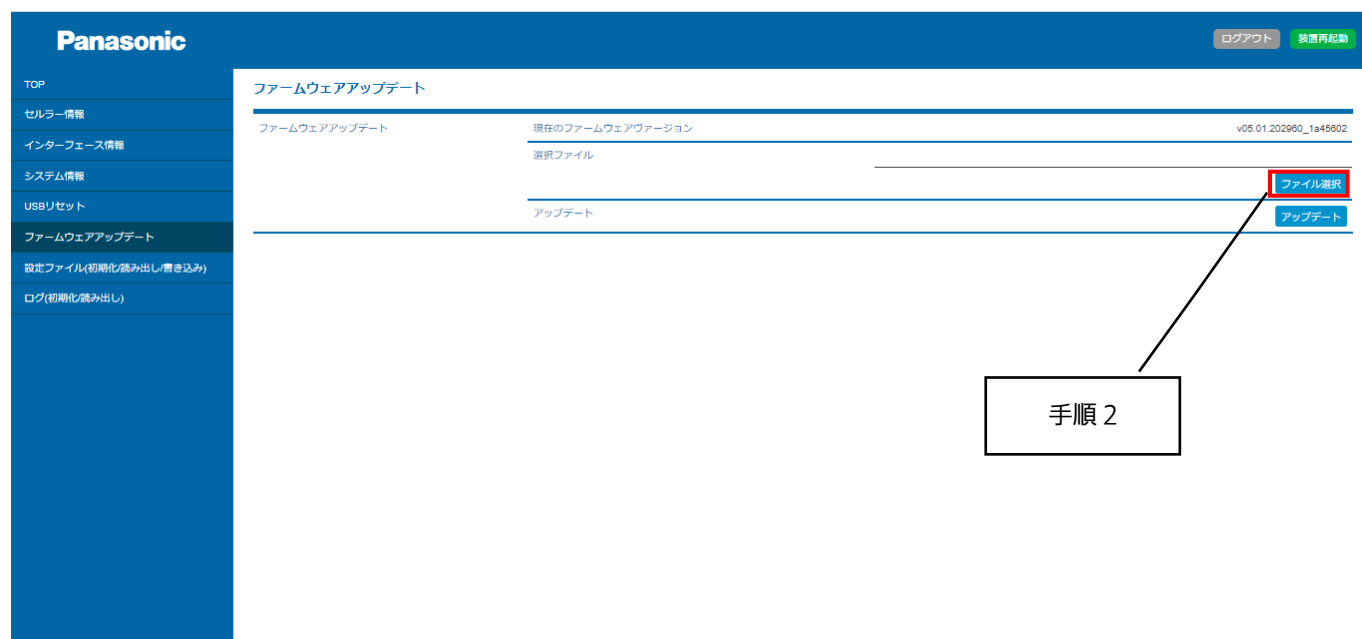 Panasonic
ログアウト 装置再起動
TOP
セルラー情報
インターフェース情報
システム情報
USBリセット
ファームウェアアップデート
設定ファイル(初期化/読み出し/書き込み)
ログ(初期化/読み出し)
ファームウェアアップデート
ファームウェアアップデート 現在のファームウェアヴァージョン v05.01.202960_1a45602
選択ファイル
ファイル選択
アップデート アップデート
手順２